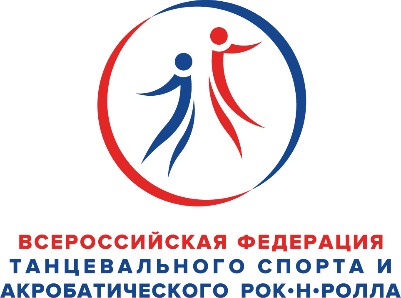 ВСЕРОССИЙСКАЯ ФЕДЕРАЦИЯ
ТАНЦЕВАЛЬНОГО СПОРТА И
АКРОБАТИЧЕСКОГО РОК•Н•РОЛЛА